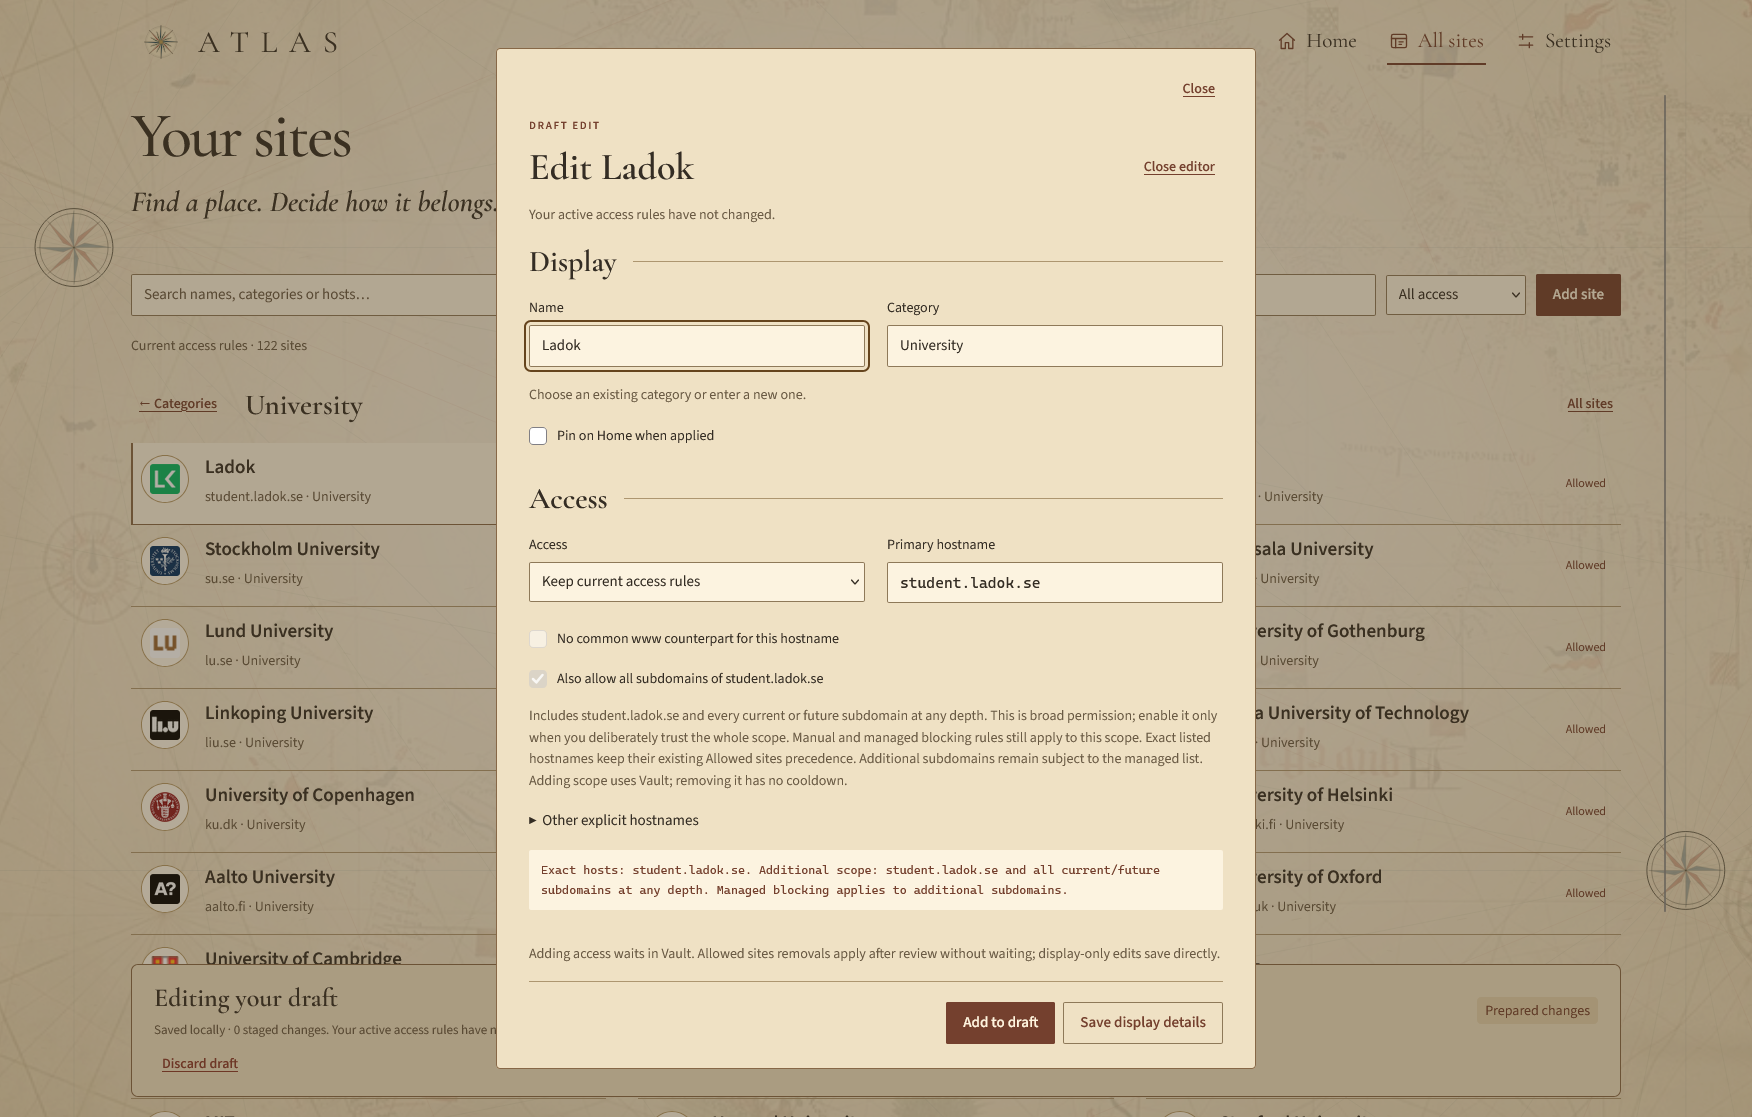 ATLAS
Home
All sites
Settings
Your sites
Find a place. Decide how it belongs.
Search names, categories or hosts…
All access
Add site
Current access rules · 122 sites
← Categories
University
All sites
Ladok
student.ladok.se · University
Stockholm University
su.se · University
Lund University
lu.se · University
Linkoping University
liu.se · University
University of Copenhagen
ku.dk · University
Aalto University
aalto.fi · University
University of Cambridge
· University
Allowed
sala University
University
Allowed
ersity of Gothenburg
University
Allowed
a University of Technology
· University
Allowed
ersity of Helsinki
ki.fi · University
Allowed
ersity of Oxford
uk · University
Allowed
Close
DRAFT EDIT
Edit Ladok
Close editor
Your active access rules have not changed.
Display
Name
Category
Ladok
University
Choose an existing category or enter a new one.
Pin on Home when applied
Access
Access
Primary hostname
Keep current access rules
student.ladok.se
No common www counterpart for this hostname
Also allow all subdomains of student.ladok.se
Includes student.ladok.se and every current or future subdomain at any depth. This is broad permission; enable it only
when you deliberately trust the whole scope. Manual and managed blocking rules still apply to this scope. Exact listed
hostnames keep their existing Allowed sites precedence. Additional subdomains remain subject to the managed list.
Adding scope uses Vault; removing it has no cooldown.
Other explicit hostnames
Exact hosts: student.ladok.se. Additional scope: student.ladok.se and all current/future
subdomains at any depth. Managed blocking applies to additional subdomains.
Adding access waits in Vault. Allowed sites removals apply after review without waiting; display-only edits save directly.
Add to draft
Save display details
Editing your draft
Saved locally · 0 staged changes. Your active access rules have n
Discard draft
Prepared changes